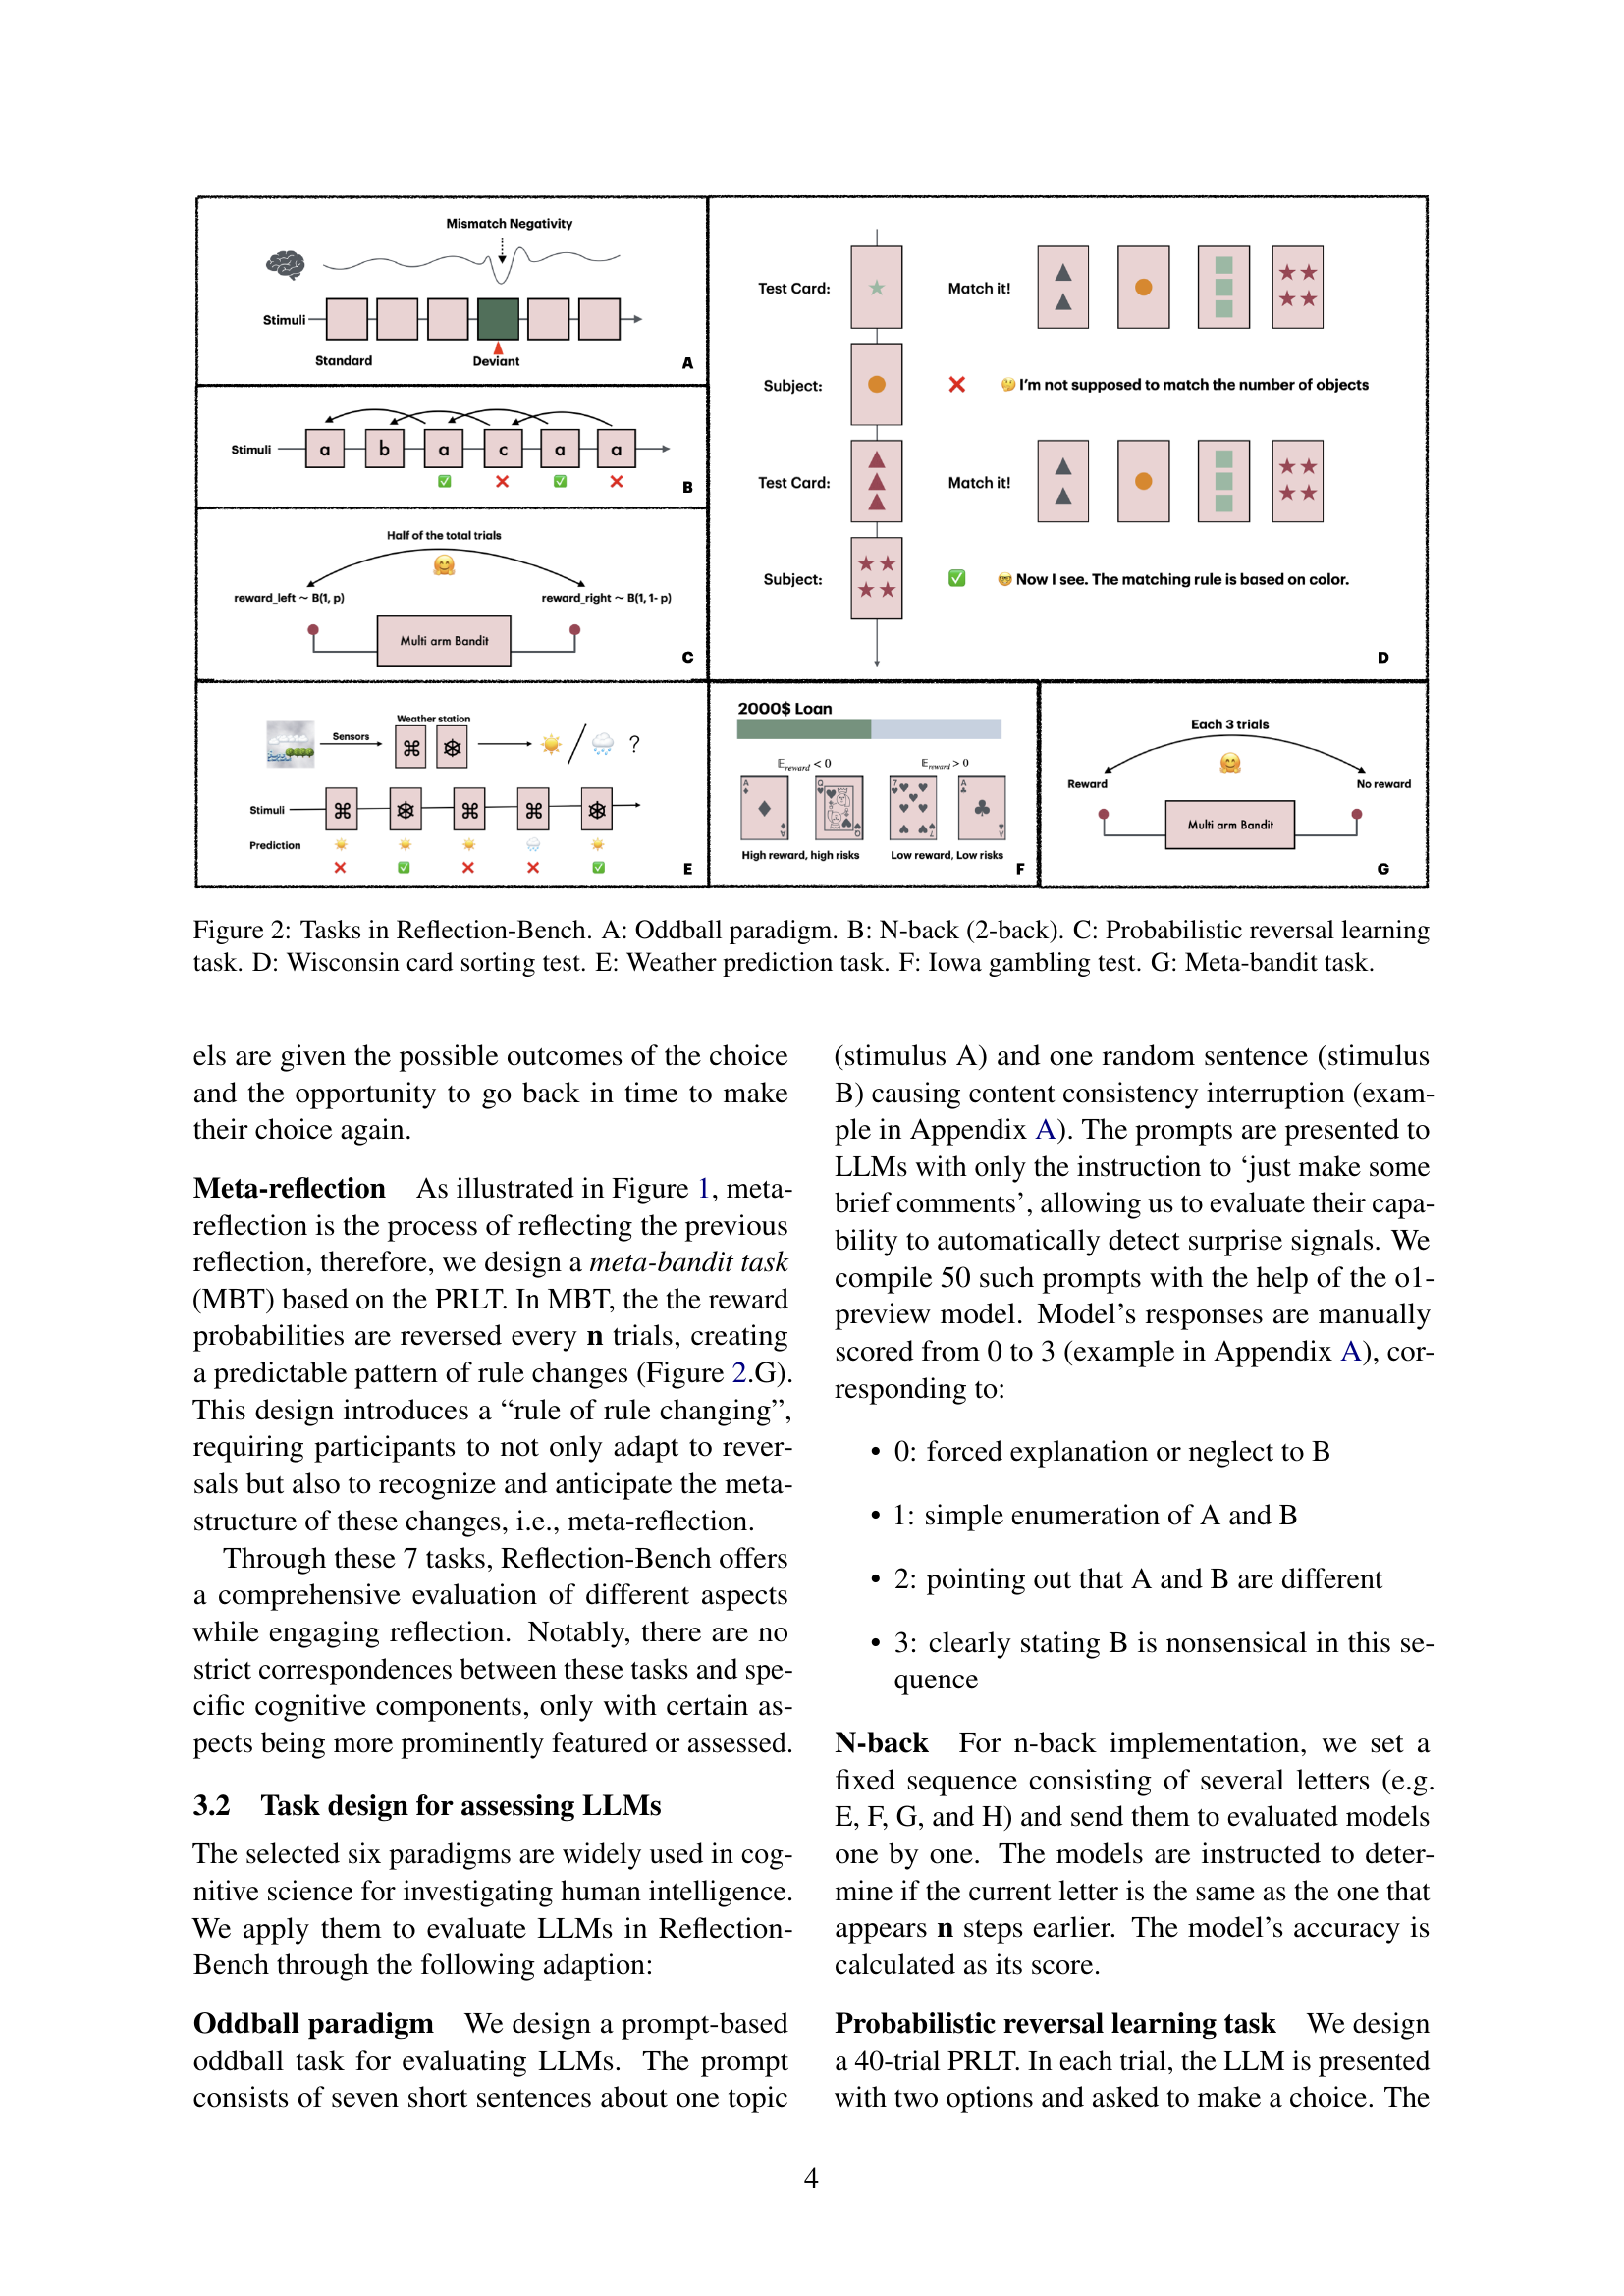 Mismatch Negativity
Stimuli
Standard
Deviant
A
Stimuli
a b a c a a
B
Half of the total trials
reward_left ~ B(1, p)
reward_right ~ B(1, 1- p)
Multi arm Bandit
C
Test Card:
Match it!
Subject:
I'm not supposed to match the number of objects
Test Card:
Match it!
Subject:
Now I see. The matching rule is based on color.
D
Weather station
Sensors
?
Stimuli
Prediction
E
2000$ Loan
𝔼reward < 0
𝔼reward > 0
A A Q Q 7 7 A A
High reward, high risks
Low reward, Low risks
F
Each 3 trials
Reward
No reward
Multi arm Bandit
G
Figure 2: Tasks in Reflection-Bench. A: Oddball paradigm. B: N-back (2-back). C: Probabilistic reversal learning
task. D: Wisconsin card sorting test. E: Weather prediction task. F: Iowa gambling test. G: Meta-bandit task.
els are given the possible outcomes of the choice
and the opportunity to go back in time to make
their choice again.
Meta-reflection As illustrated in Figure 1, meta-
reflection is the process of reflecting the previous
reflection, therefore, we design a meta-bandit task
(MBT) based on the PRLT. In MBT, the the reward
probabilities are reversed every n trials, creating
a predictable pattern of rule changes (Figure 2.G).
This design introduces a “rule of rule changing”,
requiring participants to not only adapt to rever-
sals but also to recognize and anticipate the meta-
structure of these changes, i.e., meta-reflection.
Through these 7 tasks, Reflection-Bench offers
a comprehensive evaluation of different aspects
while engaging reflection. Notably, there are no
strict correspondences between these tasks and spe-
cific cognitive components, only with certain as-
pects being more prominently featured or assessed.
3.2 Task design for assessing LLMs
The selected six paradigms are widely used in cog-
nitive science for investigating human intelligence.
We apply them to evaluate LLMs in Reflection-
Bench through the following adaption:
Oddball paradigm We design a prompt-based
oddball task for evaluating LLMs. The prompt
consists of seven short sentences about one topic
(stimulus A) and one random sentence (stimulus
B) causing content consistency interruption (exam-
ple in Appendix A). The prompts are presented to
LLMs with only the instruction to ‘just make some
brief comments’, allowing us to evaluate their capa-
bility to automatically detect surprise signals. We
compile 50 such prompts with the help of the o1-
preview model. Model’s responses are manually
scored from 0 to 3 (example in Appendix A), cor-
responding to:
• 0: forced explanation or neglect to B
• 1: simple enumeration of A and B
• 2: pointing out that A and B are different
• 3: clearly stating B is nonsensical in this se-
quence
N-back For n-back implementation, we set a
fixed sequence consisting of several letters (e.g.
E, F, G, and H) and send them to evaluated models
one by one. The models are instructed to deter-
mine if the current letter is the same as the one that
appears n steps earlier. The model’s accuracy is
calculated as its score.
Probabilistic reversal learning task We design
a 40-trial PRLT. In each trial, the LLM is presented
with two options and asked to make a choice. The
4